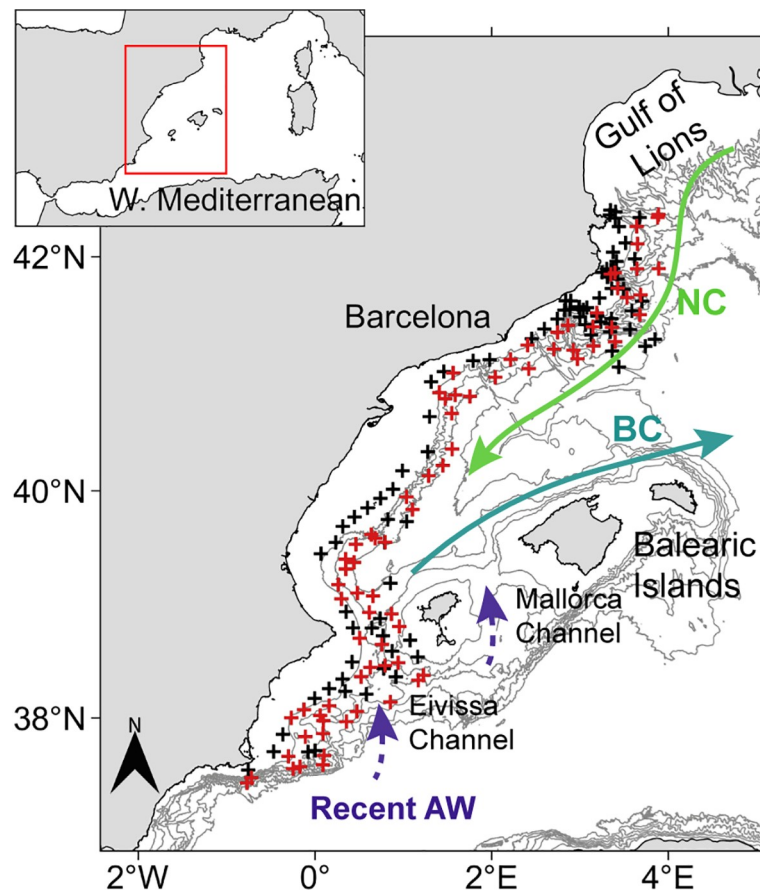 W. Mediterranean
Gulf of
Lions
42°N
NC
Barcelona
BC
40°N
Balearic
Islands
Mallorca
Channel
Eivissa
Channel
38°N
N
Recent AW
2°W
0°
2°E
4°E